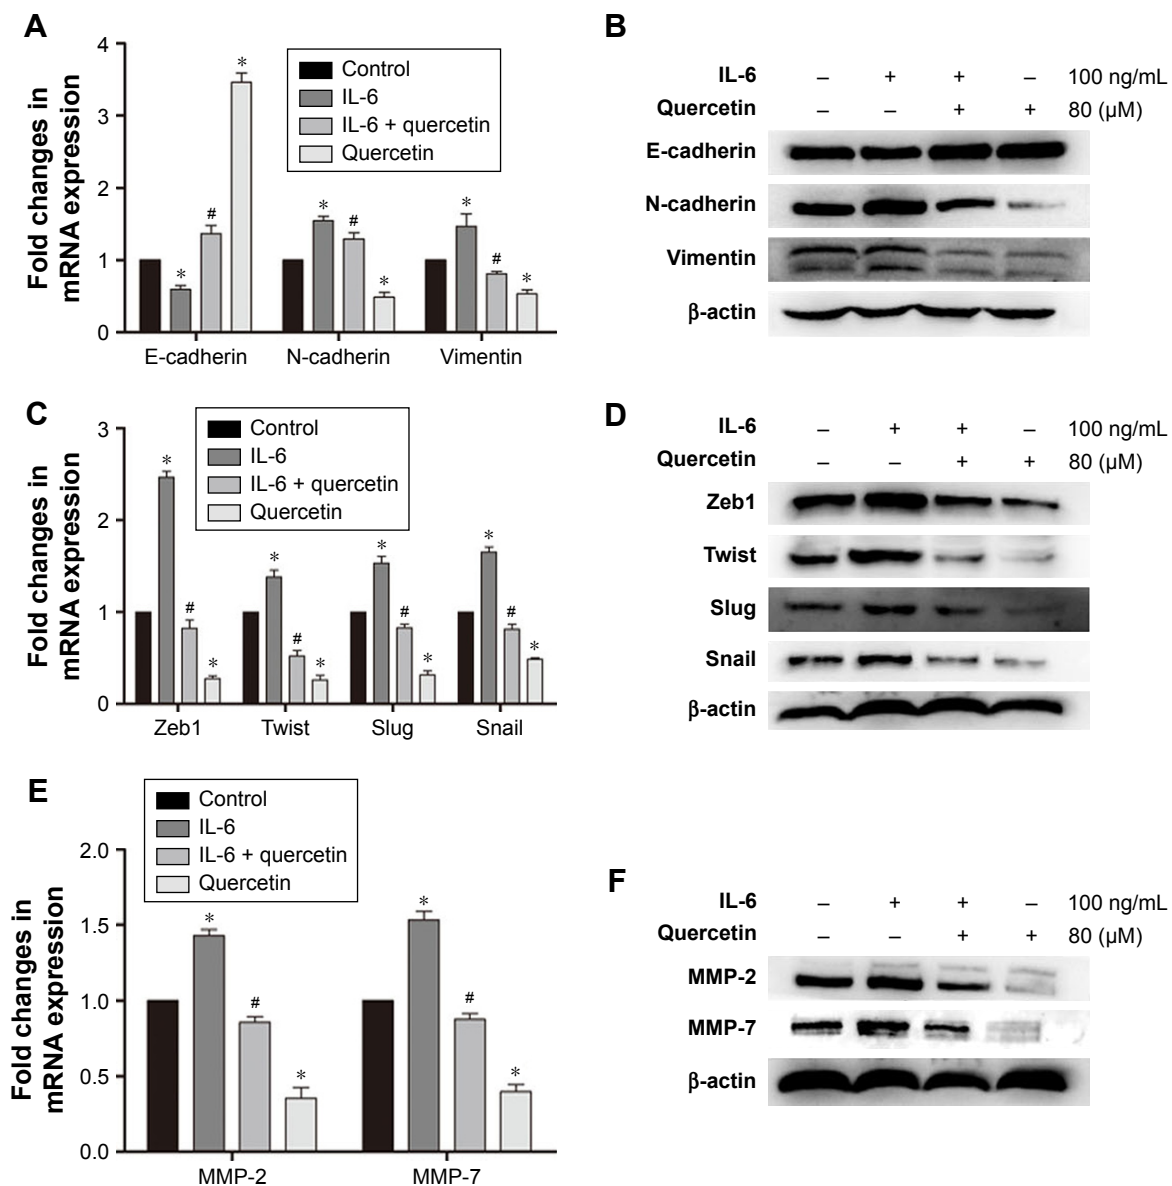 A
Fold changes in
mRNA expression
4
3
2
1
0
Control
IL-6
IL-6 + quercetin
Quercetin
*
#
*
*
#
*
*
#
*
E-cadherin N-cadherin Vimentin
B
IL-6 – + + – 100 ng/mL
Quercetin – – + + 80 (µM)
E-cadherin
N-cadherin
Vimentin
β-actin
C
Fold changes in
mRNA expression
3
2
1
0
Control
IL-6
IL-6 + quercetin
Quercetin
*
#
*
*
#
*
*
#
*
*
#
*
Zeb1 Twist Slug Snail
D
IL-6 – + + – 100 ng/mL
Quercetin – – + + 80 (µM)
Zeb1
Twist
Slug
Snail
β-actin
E
Fold changes in
mRNA expression
2.0
1.5
1.0
0.5
0.0
Control
IL-6
IL-6 + quercetin
Quercetin
*
#
*
*
#
*
MMP-2 MMP-7
F
IL-6 – + + – 100 ng/mL
Quercetin – – + + 80 (µM)
MMP-2
MMP-7
β-actin